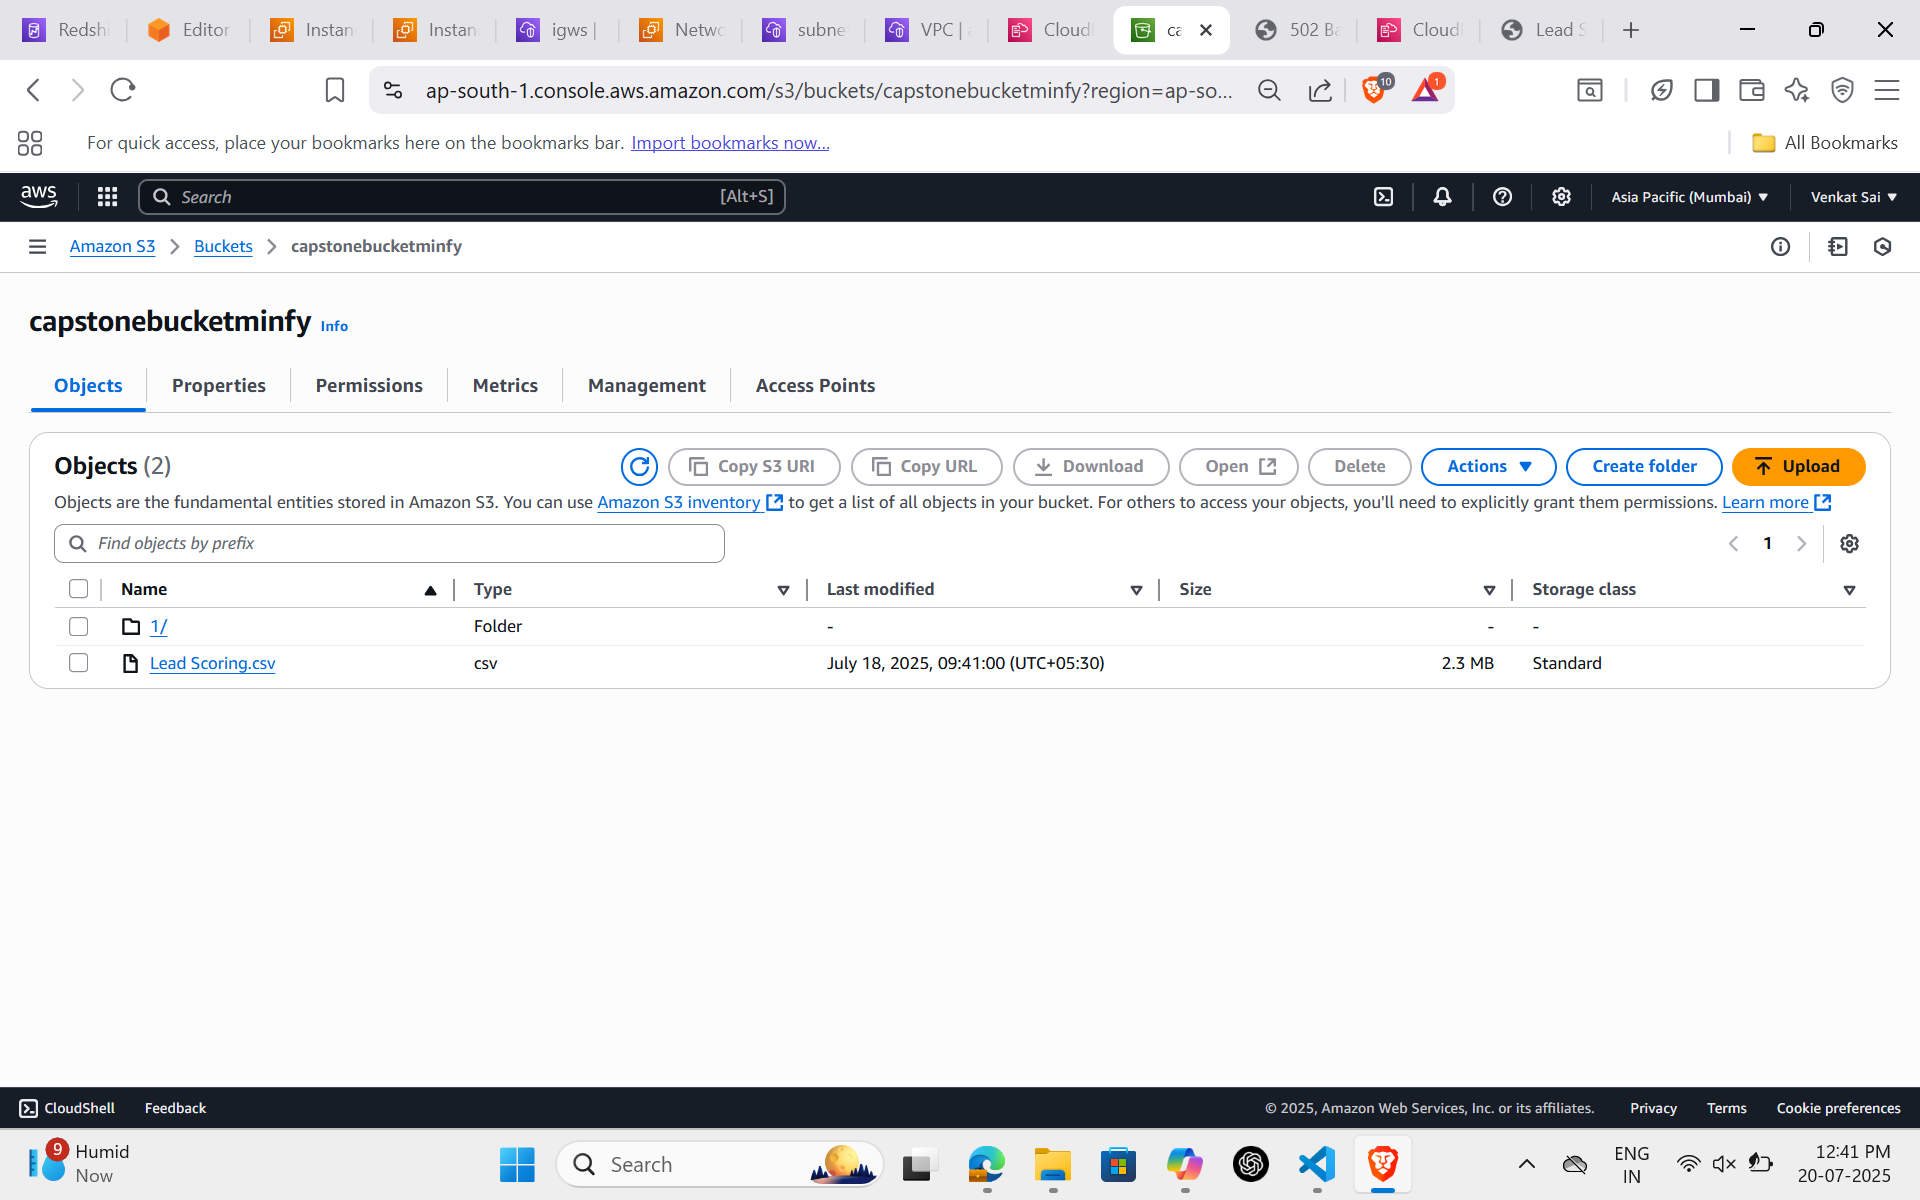 Redshi
Editor
Instan
Instan
igws |
Netwo
subne
VPC |
Cloudl
ca
502 Ba
Cloudl
Lead S
ap-south-1.console.aws.amazon.com/s3/buckets/capstonebucketminfy?region=ap-so...
10
1
For quick access, place your bookmarks here on the bookmarks bar. Import bookmarks now...
All Bookmarks
aws
Search
[Alt+S]
Asia Pacific (Mumbai)
Venkat Sai
Amazon S3
Buckets
capstonebucketminfy
capstonebucketminfy Info
Objects
Properties
Permissions
Metrics
Management
Access Points
Objects (2)
Copy S3 URI
Copy URL
Download
Open
Delete
Actions
Create folder
Upload
Objects are the fundamental entities stored in Amazon S3. You can use Amazon S3 inventory to get a list of all objects in your bucket. For others to access your objects, you'll need to explicitly grant them permissions. Learn more
Find objects by prefix
1
Name
Type
Last modified
Size
Storage class
1/
Folder
-
-
-
Lead Scoring.csv
csv
July 18, 2025, 09:41:00 (UTC+05:30)
2.3 MB
Standard
CloudShell
Feedback
© 2025, Amazon Web Services, Inc. or its affiliates.
Privacy
Terms
Cookie preferences
9
Humid
Now
Search
ENG
IN
12:41 PM
20-07-2025